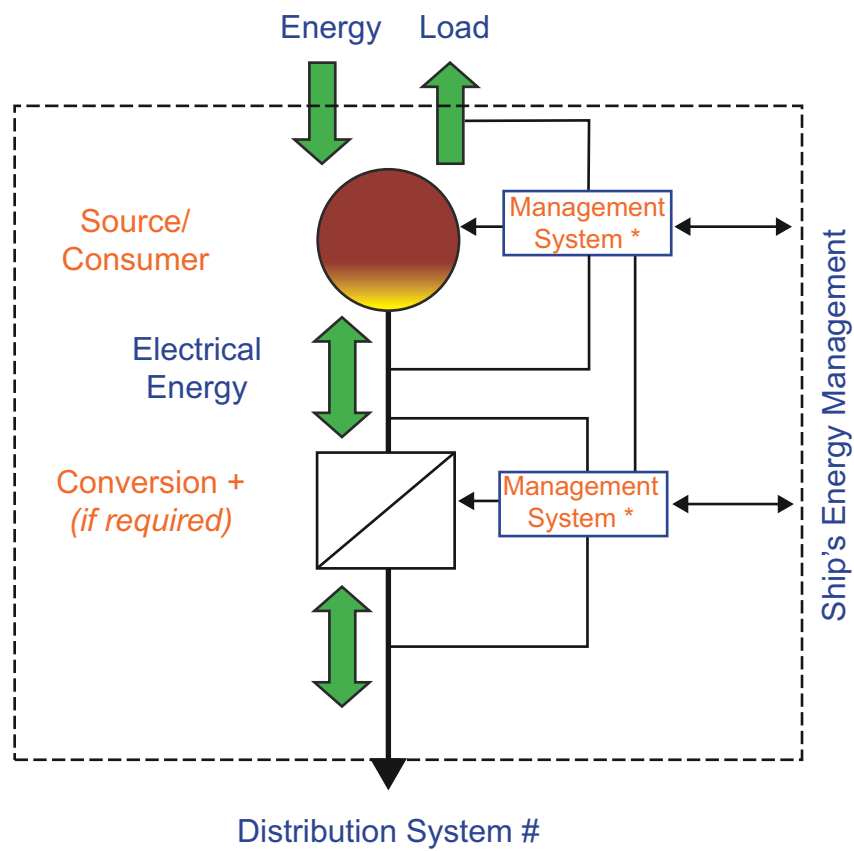 Energy
Load
Source/
Consumer
Management
System *
Electrical
Energy
Conversion +
(if required)
Management
System *
Ship's Energy Management
Distribution System #